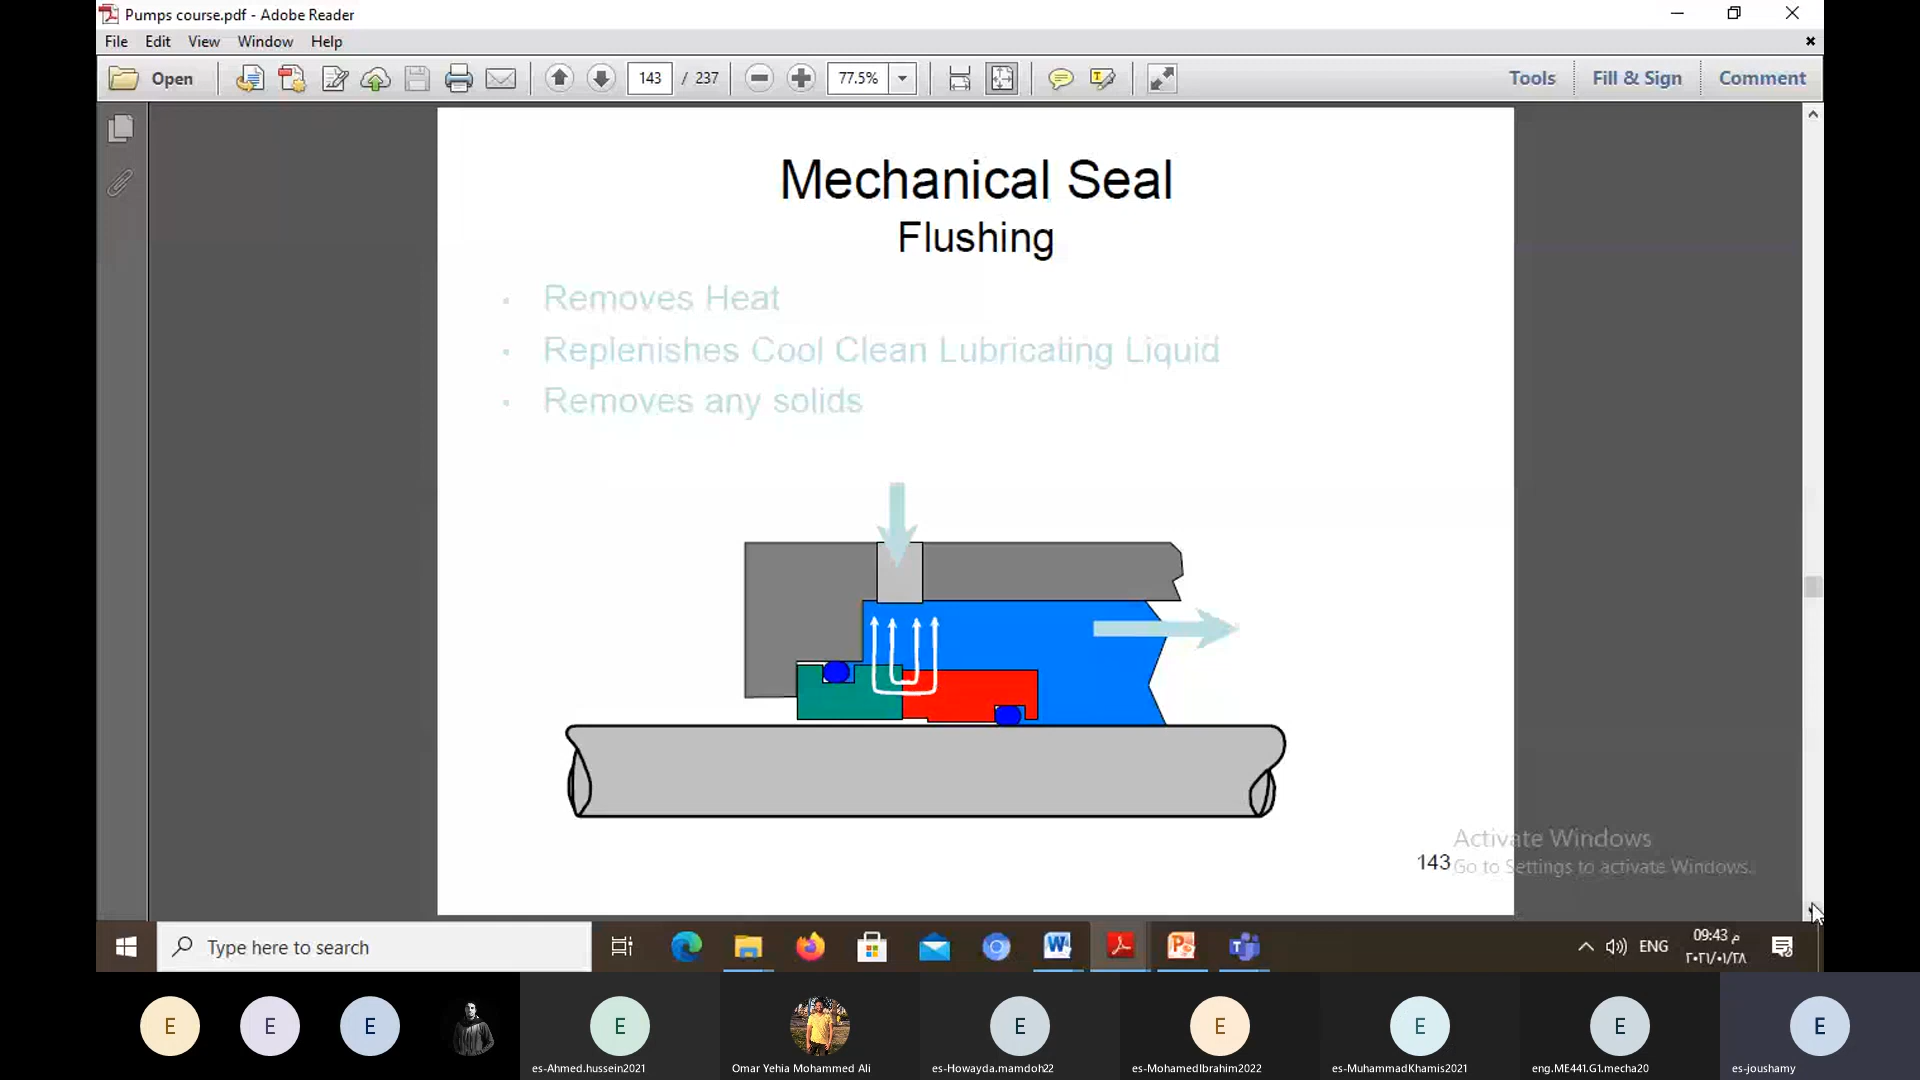 Pumps course.pdf - Adobe Reader
File Edit View Window Help
Open 143 / 237 77.5% Tools Fill & Sign Comment
Mechanical Seal
Flushing
• Removes Heat
• Replenishes Cool Clean Lubricating Liquid
• Removes any solids
Activate Windows
143 Go to Settings to activate Windows.
Type here to search
ENG
09:43 م
٢٠٢١/٠١/٢٨
E E E E E E E E E
es-Ahmed.hussein2021 Omar Yehia Mohammed Ali es-Howayda.mamdoh22 es-MohamedIbrahim2022 es-MuhammadKhamis2021 eng.ME441.G1.mecha20 es-joushamy